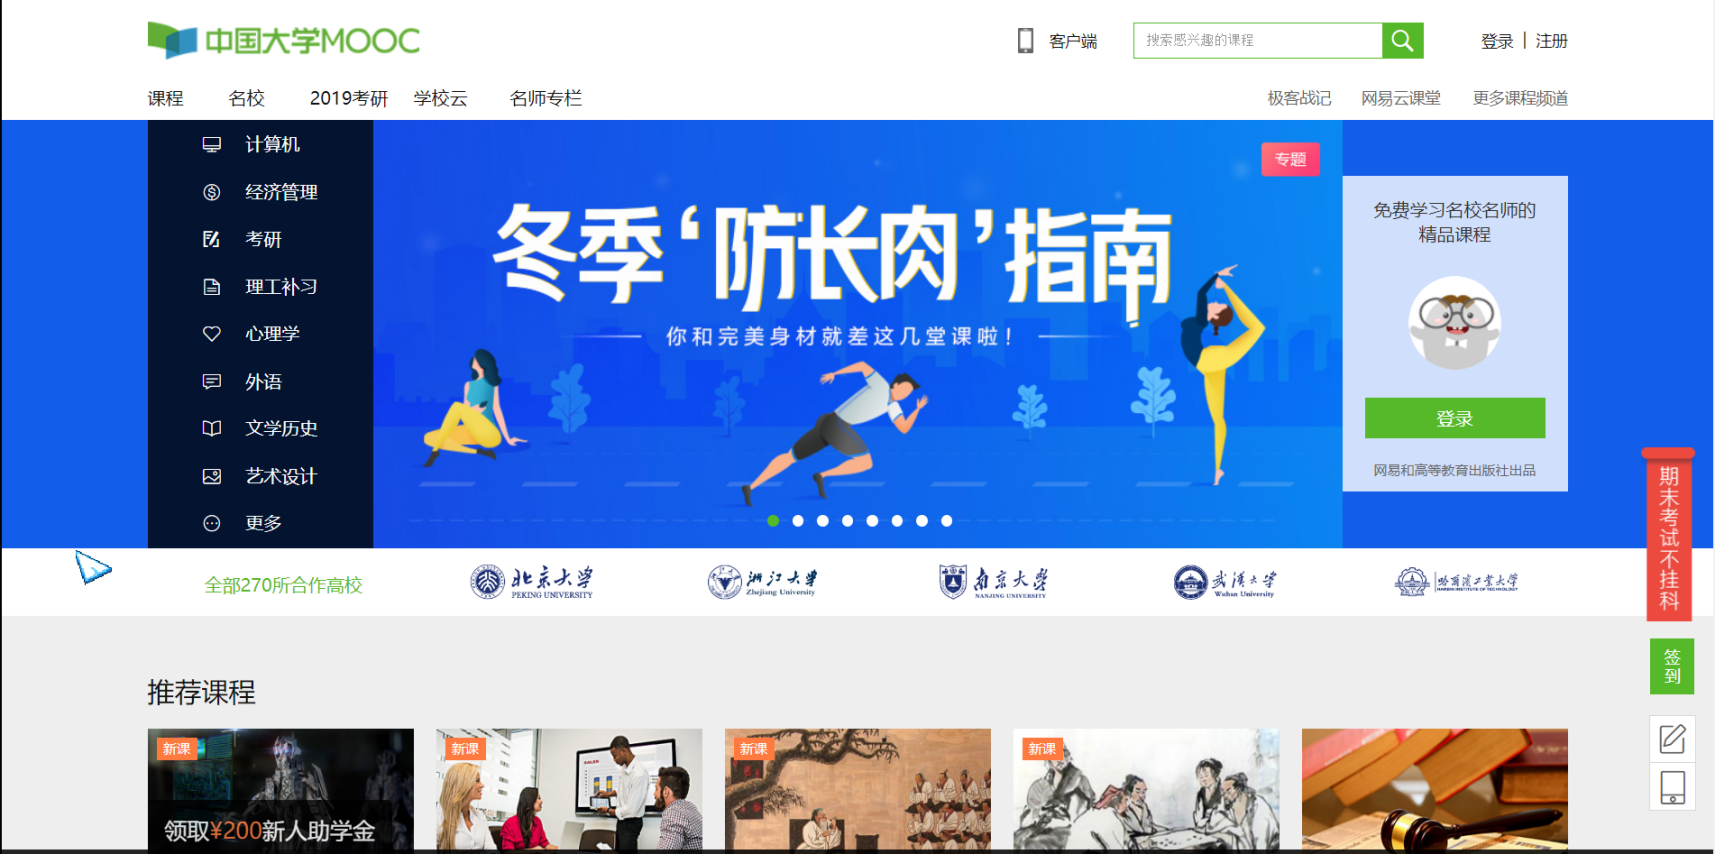 中国大学MOOC
客户端
搜索感兴趣的课程
登录 | 注册
课程 名校 2019考研 学校云 名师专栏
极客战记 网易云课堂 更多课程频道
计算机
经济管理
考研
理工补习
心理学
外语
文学历史
艺术设计
更多
专题
冬季‘防长肉’指南
你和完美身材就差这几堂课啦！
免费学习名校名师的
精品课程
登录
网易和高等教育出版社出品
期末考试不挂科
签到
全部270所合作高校
北京大学
PEKING UNIVERSITY
浙江大学
Zhejiang University
南京大学
NANJING UNIVERSITY
武汉大学
Wuhan University
哈尔滨工业大学
HARBIN INSTITUTE OF TECHNOLOGY
推荐课程
新课
领取¥200新人助学金
新课
SALES
新课
新课